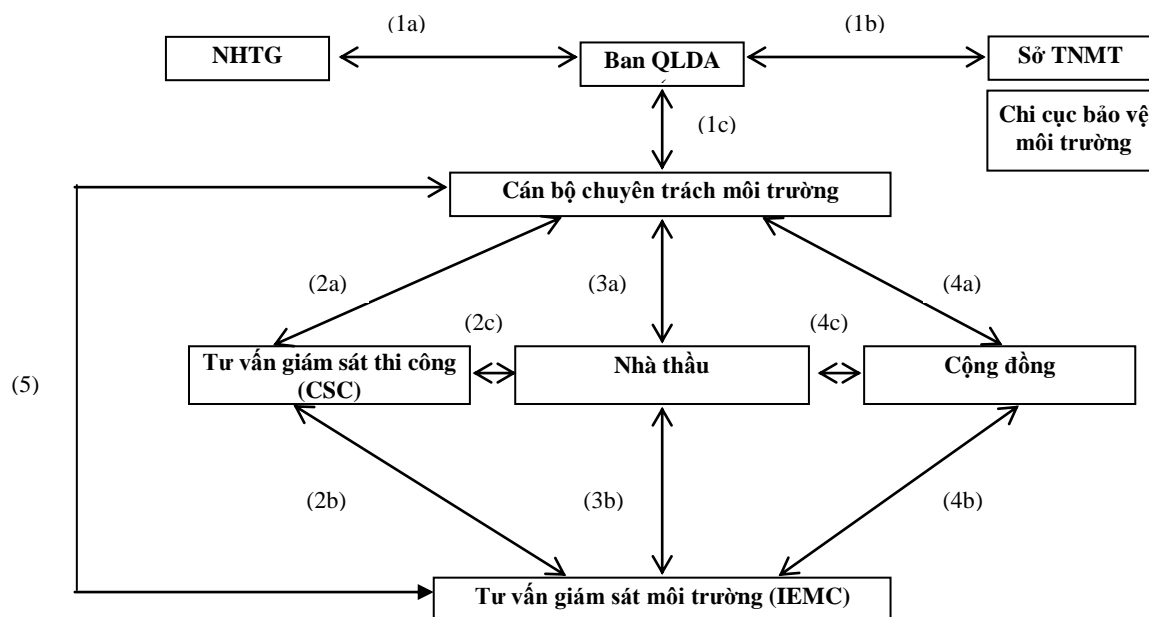 (1a)
(1b)
NHTG
Ban QLDA
Sở TNMT
Chi cục bảo vệ
môi trường
(1c)
Cán bộ chuyên trách môi trường
(2a)
(3a)
(4a)
(2c)
(4c)
Tư vấn giám sát thi công
(CSC)
Nhà thầu
Cộng đồng
(5)
(2b)
(3b)
(4b)
Tư vấn giám sát môi trường (IEMC)